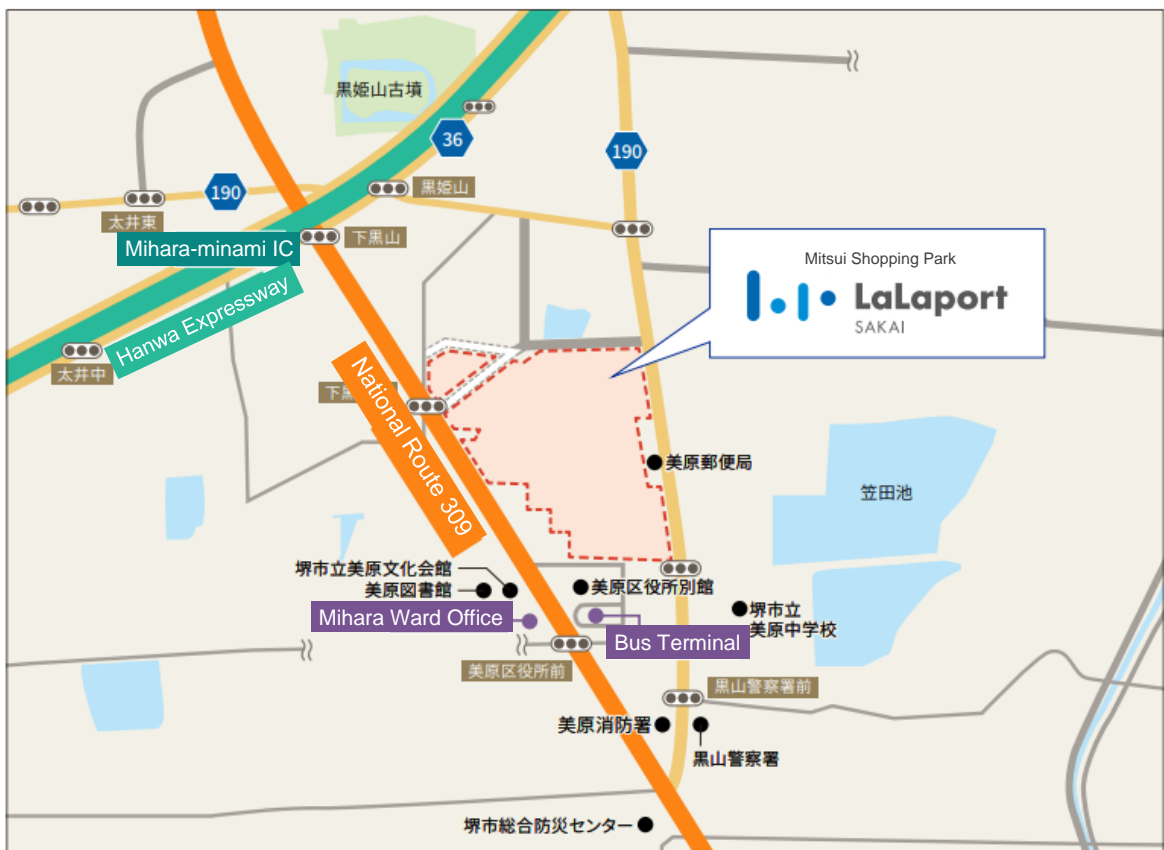 黒姫山古墳
36
190
190
黒姫山
太井東
下黒山
Mihara-minami IC
Mitsui Shopping Park
LaLaport
SAKAI
Hanwa Expressway
太井中
National Route 309
美原郵便局
笠田池
堺市立美原文化会館
美原図書館
美原区役所別館
堺市立
美原中学校
Mihara Ward Office
Bus Terminal
美原区役所前
黒山警察署前
美原消防署
黒山警察署
堺市総合防災センター